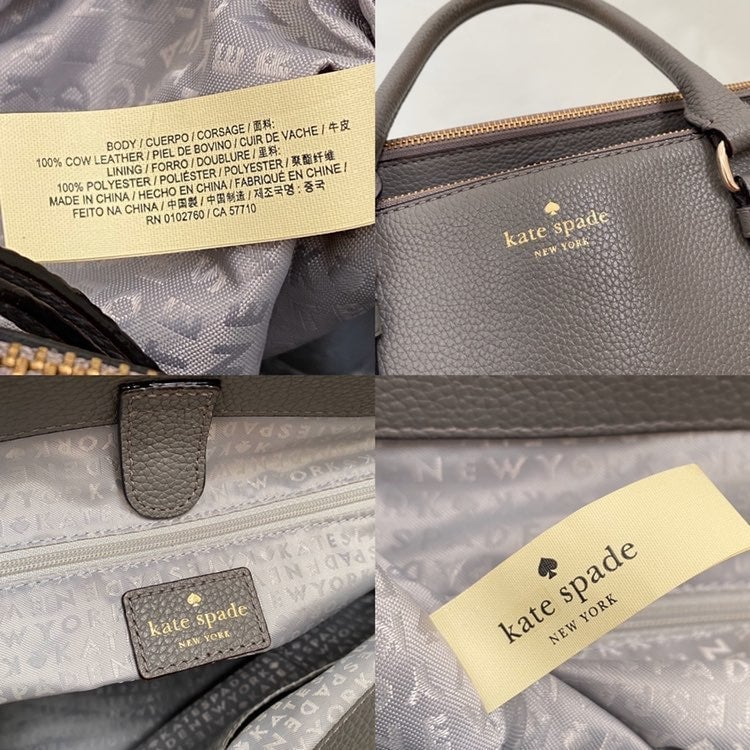 BODY / CUERPO / CORSAGE / 面料:
100% COW LEATHER / PIEL DE BOVINO / CUIR DE VACHE / 牛皮
LINING / FORRO / DOUBLURE / 里料:
100% POLYESTER / POLIÉSTER / POLYESTER / 聚酯纤维
MADE IN CHINA / HECHO EN CHINA / FABRIQUÉ EN CHINE /
FEITO NA CHINA / 中国製 / 中国制造 / 제조국명 : 중국
RN 0102760 / CA 57710
kate spade
NEW YORK
kate spade
NEW YORK
NEW YORK
kate spade
NEW YORK